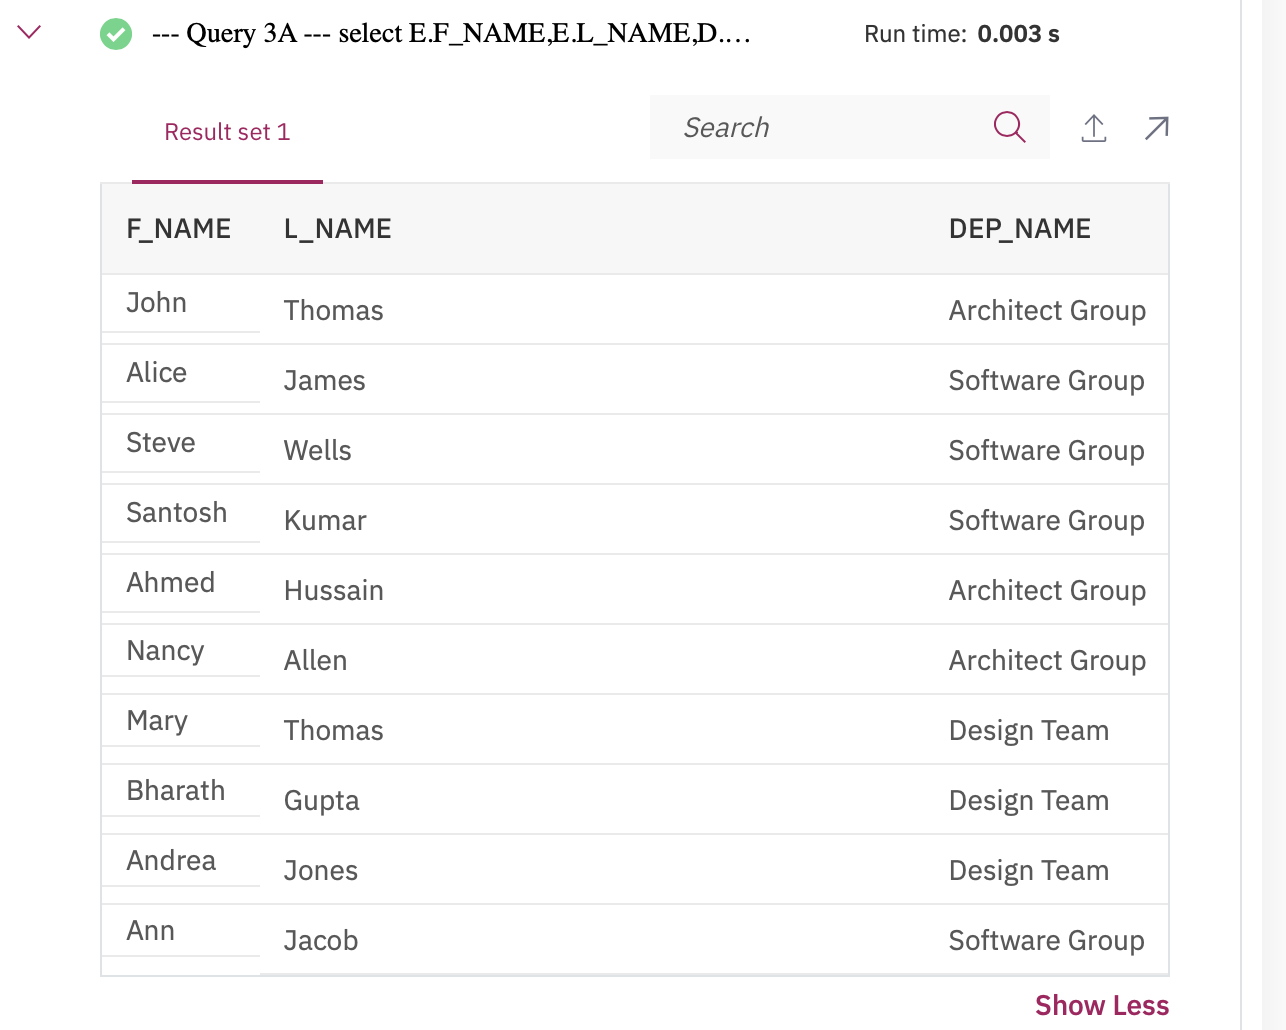 --- Query 3A --- select E.F_NAME,E.L_NAME,D.... Run time: 0.003 s
Result set 1 Search
F_NAME L_NAME DEP_NAME
John Thomas Architect Group
Alice James Software Group
Steve Wells Software Group
Santosh Kumar Software Group
Ahmed Hussain Architect Group
Nancy Allen Architect Group
Mary Thomas Design Team
Bharath Gupta Design Team
Andrea Jones Design Team
Ann Jacob Software Group
Show Less